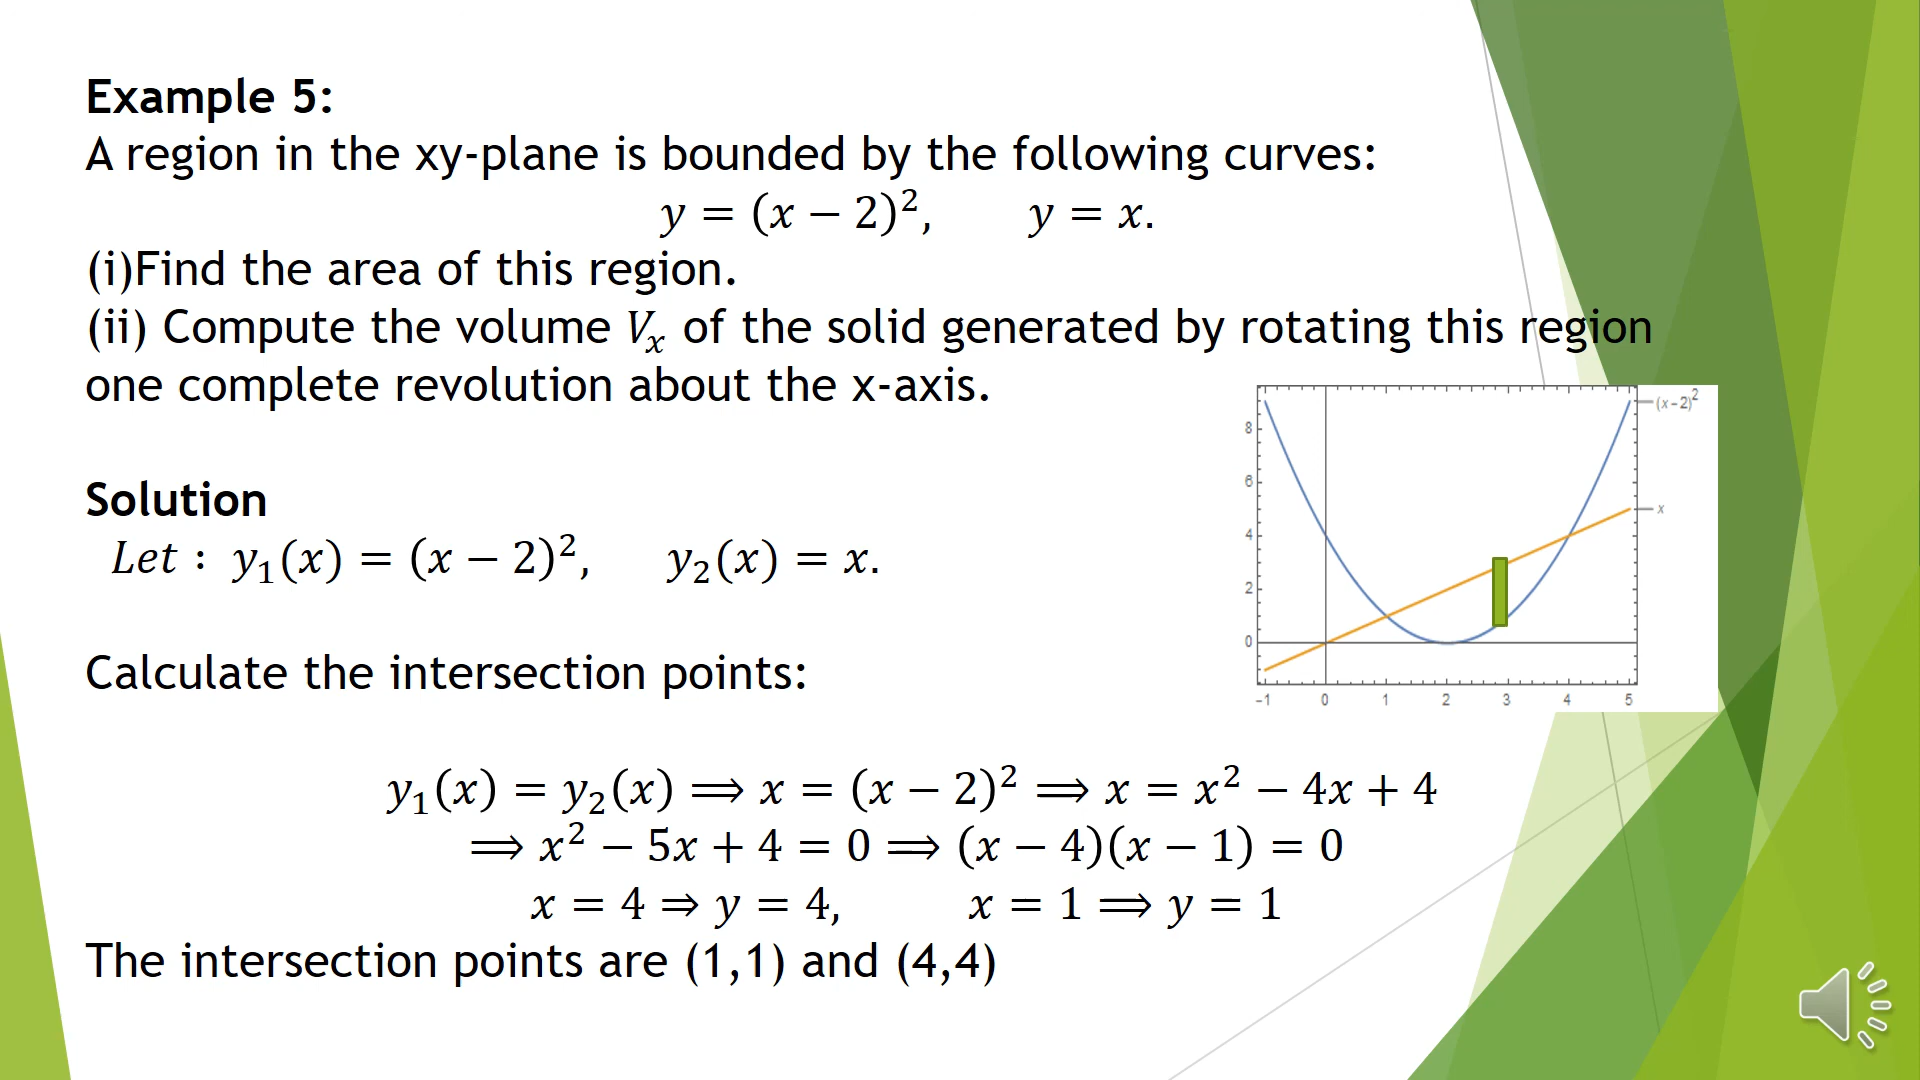 Example 5:
A region in the xy-plane is bounded by the following curves:
y = (x − 2)², y = x.
(i)Find the area of this region.
(ii) Compute the volume Vₓ of the solid generated by rotating this region
one complete revolution about the x-axis.
Solution
Let : y₁(x) = (x − 2)², y₂(x) = x.
Calculate the intersection points:
y₁(x) = y₂(x) ⟹ x = (x − 2)² ⟹ x = x² − 4x + 4
⟹ x² − 5x + 4 = 0 ⟹ (x − 4)(x − 1) = 0
x = 4 ⇒ y = 4, x = 1 ⟹ y = 1
The intersection points are (1,1) and (4,4)
(x−2)²
x
8
6
4
2
0
−1 0 1 2 3 4 5